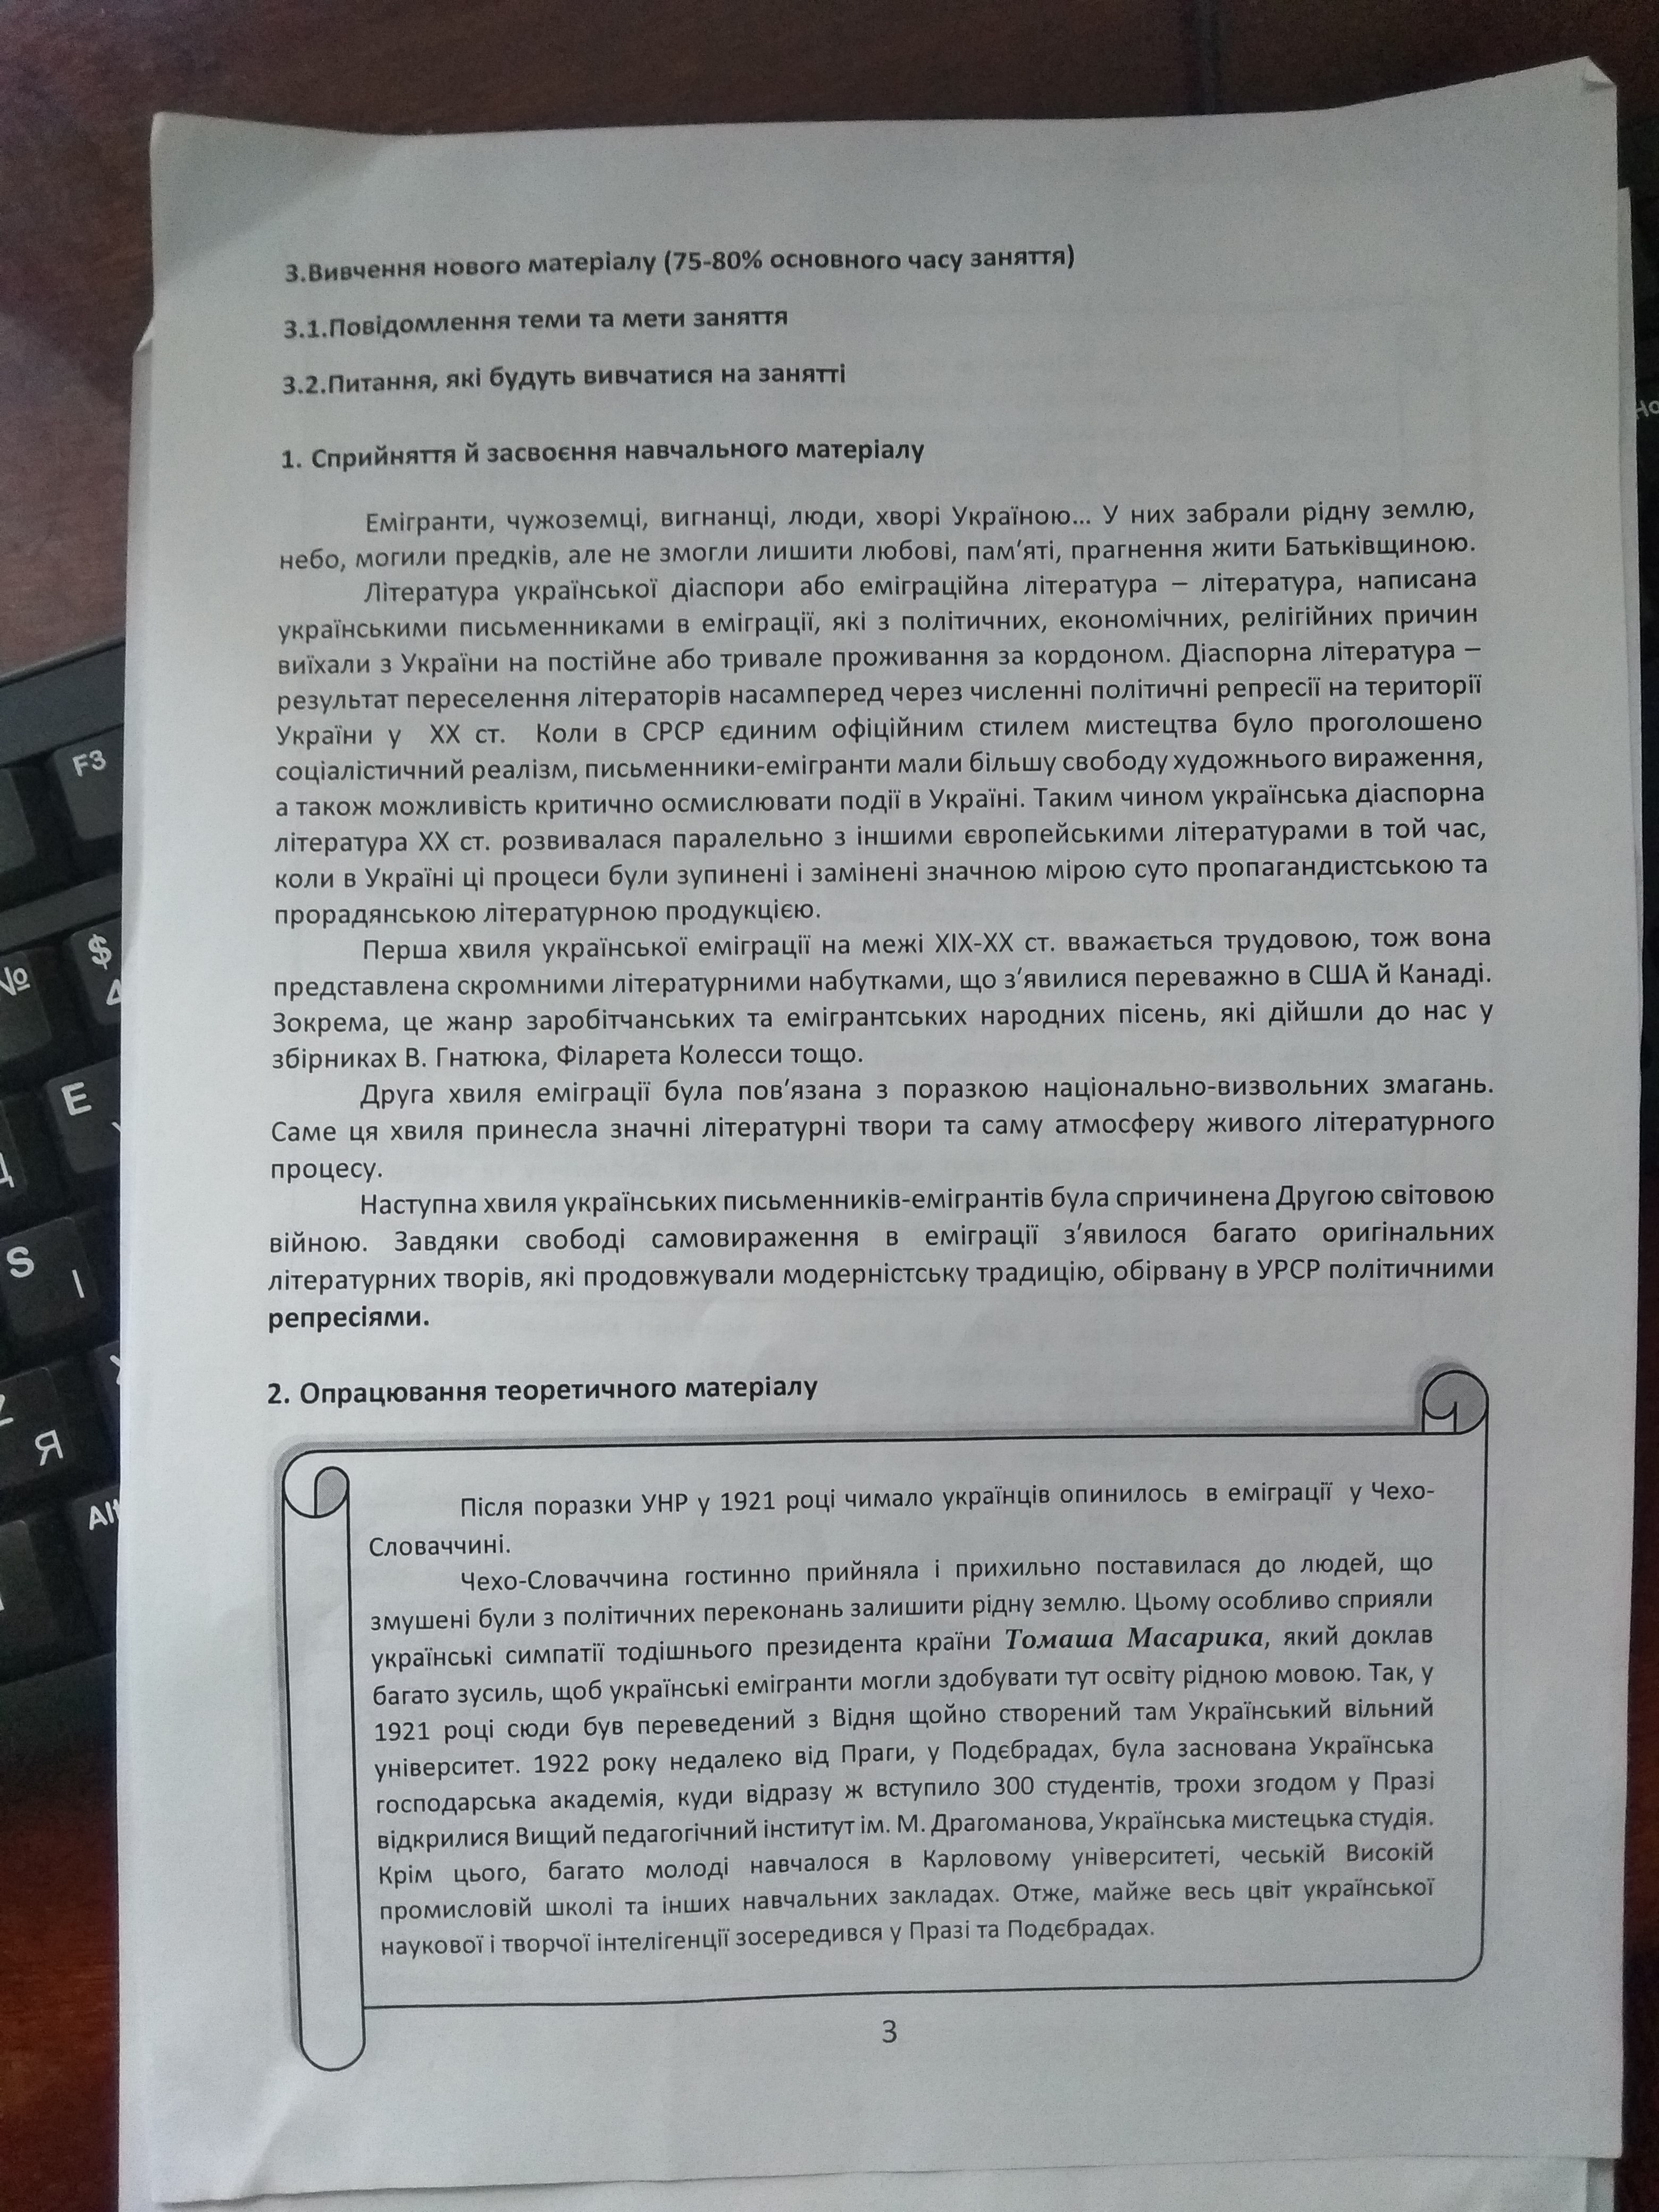 3.Вивчення нового матеріалу (75-80% основного часу заняття)
3.1.Повідомлення теми та мети заняття
3.2.Питання, які будуть вивчатися на занятті
1. Сприйняття й засвоєння навчального матеріалу
Емігранти, чужоземці, вигнанці, люди, хворі Україною... У них забрали рідну землю,
небо, могили предків, але не змогли лишити любові, пам'яті, прагнення жити Батьківщиною.
Література української діаспори або еміграційна література – література, написана
українськими письменниками в еміграції, які з політичних, економічних, релігійних причин
виїхали з України на постійне або тривале проживання за кордоном. Діаспорна література –
результат переселення літераторів насамперед через численні політичні репресії на території
України у XX ст. Коли в СРСР єдиним офіційним стилем мистецтва було проголошено
соціалістичний реалізм, письменники-емігранти мали більшу свободу художнього вираження,
а також можливість критично осмислювати події в Україні. Таким чином українська діаспорна
література XX ст. розвивалася паралельно з іншими європейськими літературами в той час,
коли в Україні ці процеси були зупинені і замінені значною мірою суто пропагандистською та
прорадянською літературною продукцією.
Перша хвиля української еміграції на межі XIX-XX ст. вважається трудовою, тож вона
представлена скромними літературними набутками, що з'явилися переважно в США й Канаді.
Зокрема, це жанр заробітчанських та емігрантських народних пісень, які дійшли до нас у
збірниках В. Гнатюка, Філарета Колесси тощо.
Друга хвиля еміграції була пов'язана з поразкою національно-визвольних змагань.
Саме ця хвиля принесла значні літературні твори та саму атмосферу живого літературного
процесу.
Наступна хвиля українських письменників-емігрантів була спричинена Другою світовою
війною. Завдяки свободі самовираження в еміграції з'явилося багато оригінальних
літературних творів, які продовжували модерністську традицію, обірвану в УРСР політичними
репресіями.
2. Опрацювання теоретичного матеріалу
Після поразки УНР у 1921 році чимало українців опинилось в еміграції у Чехо-
Словаччині.
Чехо-Словаччина гостинно прийняла і прихильно поставилася до людей, що
змушені були з політичних переконань залишити рідну землю. Цьому особливо сприяли
українські симпатії тодішнього президента країни Томаша Масарика, який доклав
багато зусиль, щоб українські емігранти могли здобувати тут освіту рідною мовою. Так, у
1921 році сюди був переведений з Відня щойно створений там Український вільний
університет. 1922 року недалеко від Праги, у Подєбрадах, була заснована Українська
господарська академія, куди відразу ж вступило 300 студентів, трохи згодом у Празі
відкрилися Вищий педагогічний інститут ім. М. Драгоманова, Українська мистецька студія.
Крім цього, багато молоді навчалося в Карловому університеті, чеській Високій
промисловій школі та інших навчальних закладах. Отже, майже весь цвіт української
наукової і творчої інтелігенції зосередився у Празі та Подєбрадах.
3
F3
№
$
4
E
S
І
Z
Я
Alt